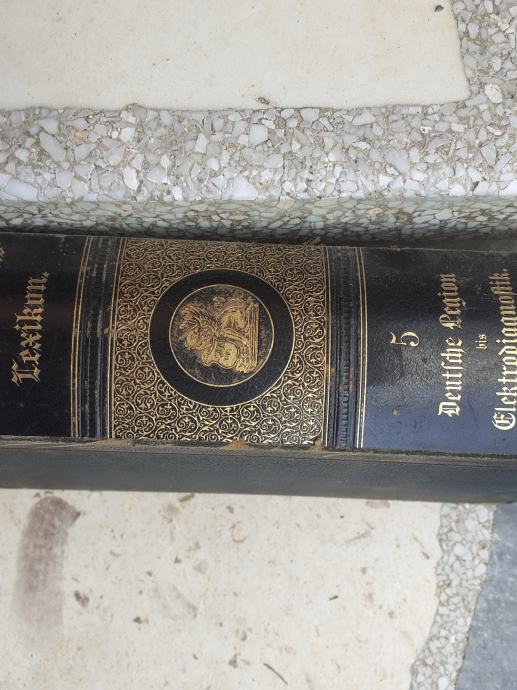 Lexikon.
5
Deutsche Legion
bis
Elektrodiagnostik.